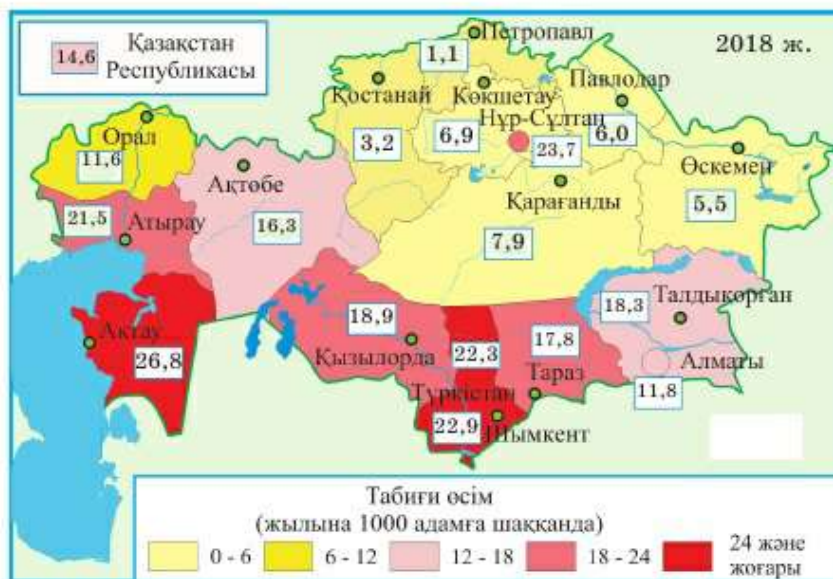 14,6
Қазақстан
Республикасы
2018 ж.
Петропавл
1,1
Қостанай
Көкшетау
Павлодар
Нұр-Сұлтан
3,2
6,9
23,7
6,0
Орал
11,6
Ақтөбе
Қарағанды
Өскемен
5,5
21,5
Атырау
16,3
7,9
18,3
Талдықорған
Ақтау
26,8
18,9
Қызылорда
22,3
17,8
Тараз
Алматы
11,8
Түркістан
22,9
Шымкент
Табиғи өсім
(жылына 1000 адамға шаққанда)
0 - 6
6 - 12
12 - 18
18 - 24
24 және
жоғары